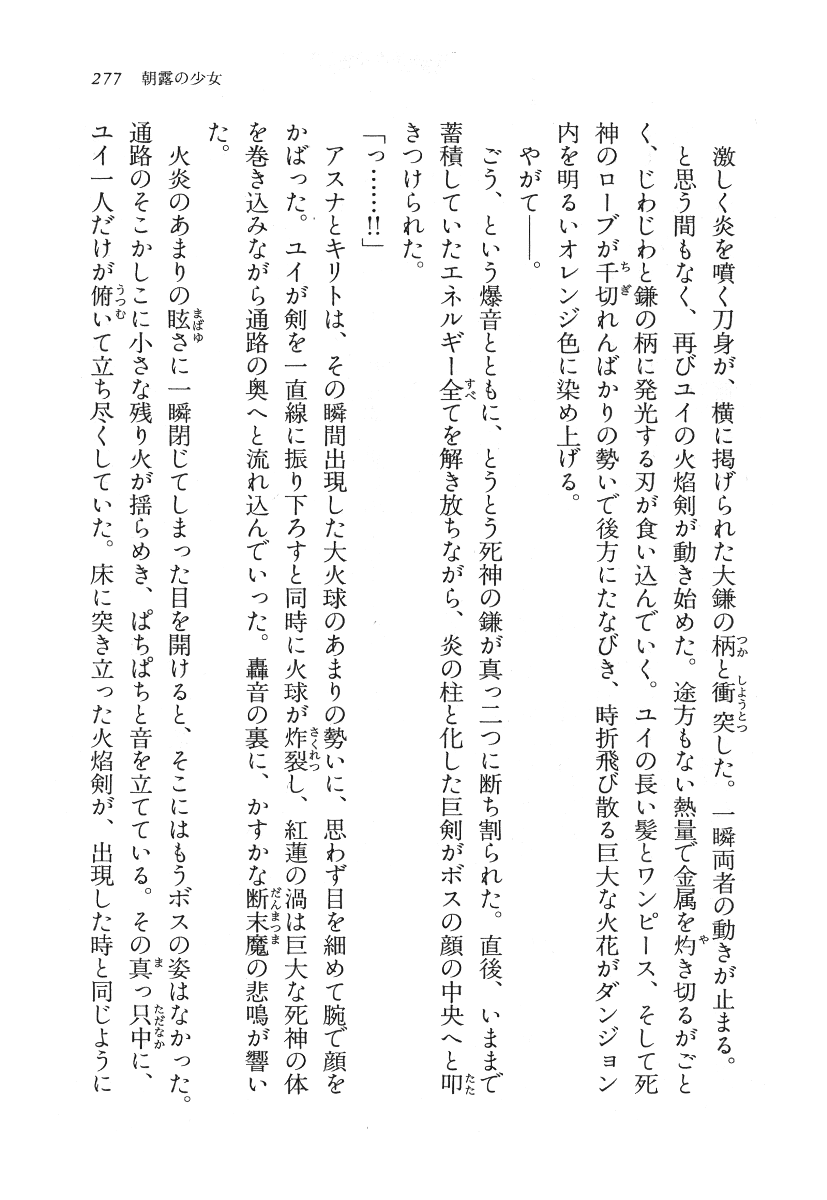 277 朝露の少女
　激しく炎を噴く刀身が、横に掲げられた大鎌の柄と衝突した。一瞬両者の動きが止まる。
　と思う間もなく、再びユイの火焰剣が動き始めた。途方もない熱量で金属を灼き切るがごと
く、じわじわと鎌の柄に発光する刃が食い込んでいく。ユイの長い髪とワンピース、そして死
神のローブが千切れんばかりの勢いで後方にたなびき、時折飛び散る巨大な火花がダンジョン
内を明るいオレンジ色に染め上げる。
　やがて——。
　ごう、という爆音とともに、とうとう死神の鎌が真っ二つに断ち割られた。直後、いままで
蓄積していたエネルギー全てを解き放ちながら、炎の柱と化した巨剣がボスの顔の中央へと叩
きつけられた。
「っ……!!」
　アスナとキリトは、その瞬間出現した大火球のあまりの勢いに、思わず目を細めて腕で顔を
かばった。ユイが剣を一直線に振り下ろすと同時に火球が炸裂し、紅蓮の渦は巨大な死神の体
を巻き込みながら通路の奥へと流れ込んでいった。轟音の裏に、かすかな断末魔の悲鳴が響い
た。
　火炎のあまりの眩さに一瞬閉じてしまった目を開けると、そこにはもうボスの姿はなかった。
通路のそこかしこに小さな残り火が揺らめき、ぱちぱちと音を立てている。その真っ只中に、
ユイ一人だけが俯いて立ち尽くしていた。床に突き立った火焰剣が、出現した時と同じように